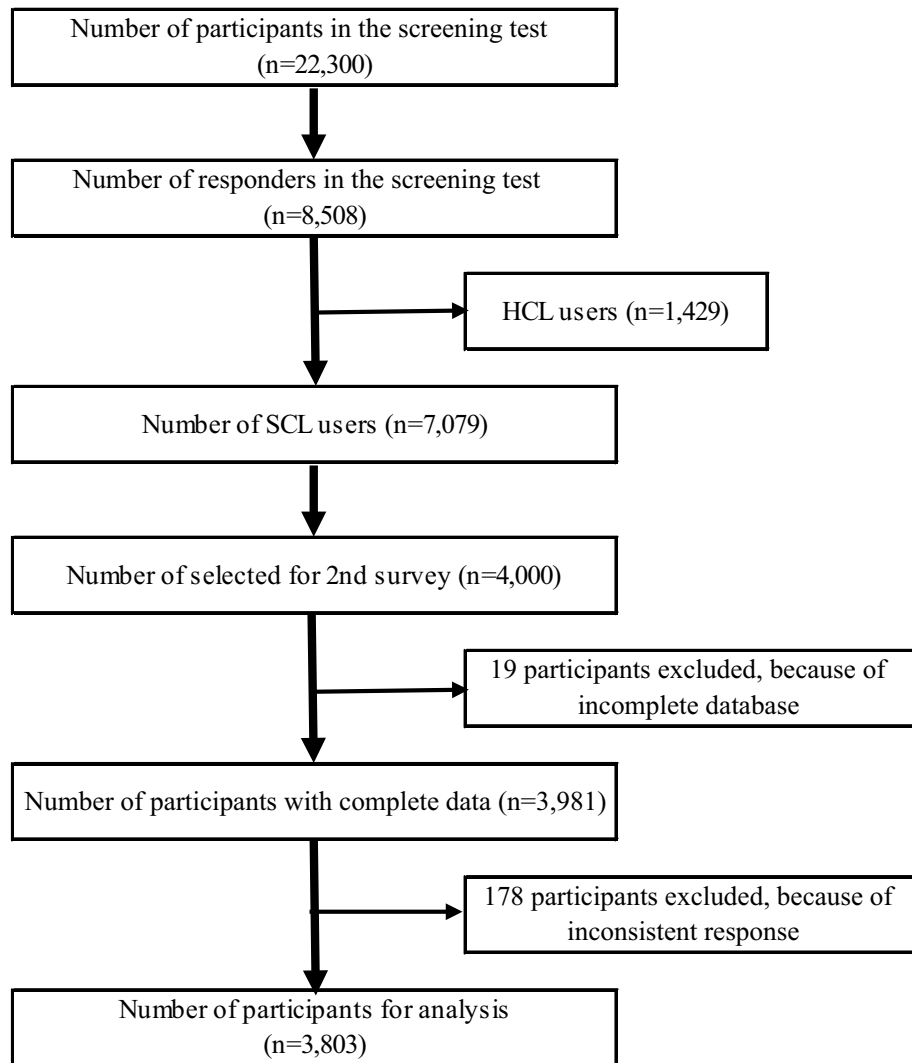 Number of participants in the screening test
(n=22,300)
Number of responders in the screening test
(n=8,508)
HCL users (n=1,429)
Number of SCL users (n=7,079)
Number of selected for 2nd survey (n=4,000)
19 participants excluded, because of
incomplete database
Number of participants with complete data (n=3,981)
178 participants excluded, because of
inconsistent response
Number of participants for analysis
(n=3,803)